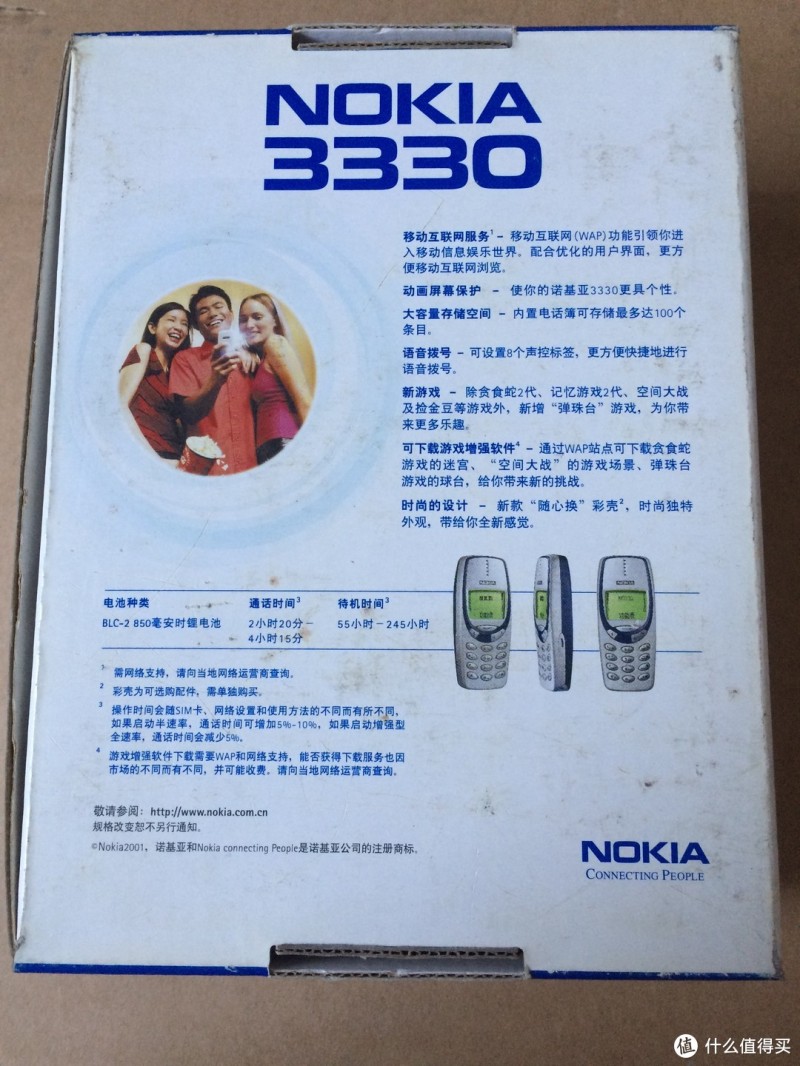 NOKIA
3330
移动互联网服务¹ - 移动互联网(WAP)功能引领你进
入移动信息娱乐世界。配合优化的用户界面，更方
便移动互联网浏览。
动画屏幕保护 - 使你的诺基亚3330更具个性。
大容量存储空间 - 内置电话簿可存储最多达100个
条目。
语音拨号 - 可设置8个声控标签，更方便快捷地进行
语音拨号。
新游戏 - 除贪食蛇2代、记忆游戏2代、空间大战
及捡金豆等游戏外，新增“弹珠台”游戏，为你带
来更多乐趣。
可下载游戏增强软件⁴ - 通过WAP站点可下载贪食蛇
游戏的迷宫、“空间大战”的游戏场景、弹珠台
游戏的球台，给你带来新的挑战。
时尚的设计 - 新款“随心换”彩壳²，时尚独特
外观，带给你全新感觉。
电池种类 通话时间³ 待机时间³
BLC-2 850毫安时锂电池 2小时20分- 55小时-245小时
4小时15分
¹ 需网络支持，请向当地网络运营商查询。
² 彩壳为可选购配件，需单独购买。
³ 操作时间会随SIM卡、网络设置和使用方法的不同而有所不同，
如果启动半速率，通话时间可增加5%-10%，如果启动增强型
全速率，通话时间会减少5%。
⁴ 游戏增强软件下载需要WAP和网络支持，能否获得下载服务也因
市场的不同而有不同，并可能收费。请向当地网络运营商查询。
敬请参阅：http://www.nokia.com.cn
规格改变恕不另行通知。
©Nokia2001，诺基亚和Nokia connecting People是诺基亚公司的注册商标。
NOKIA
CONNECTING PEOPLE
值 什么值得买